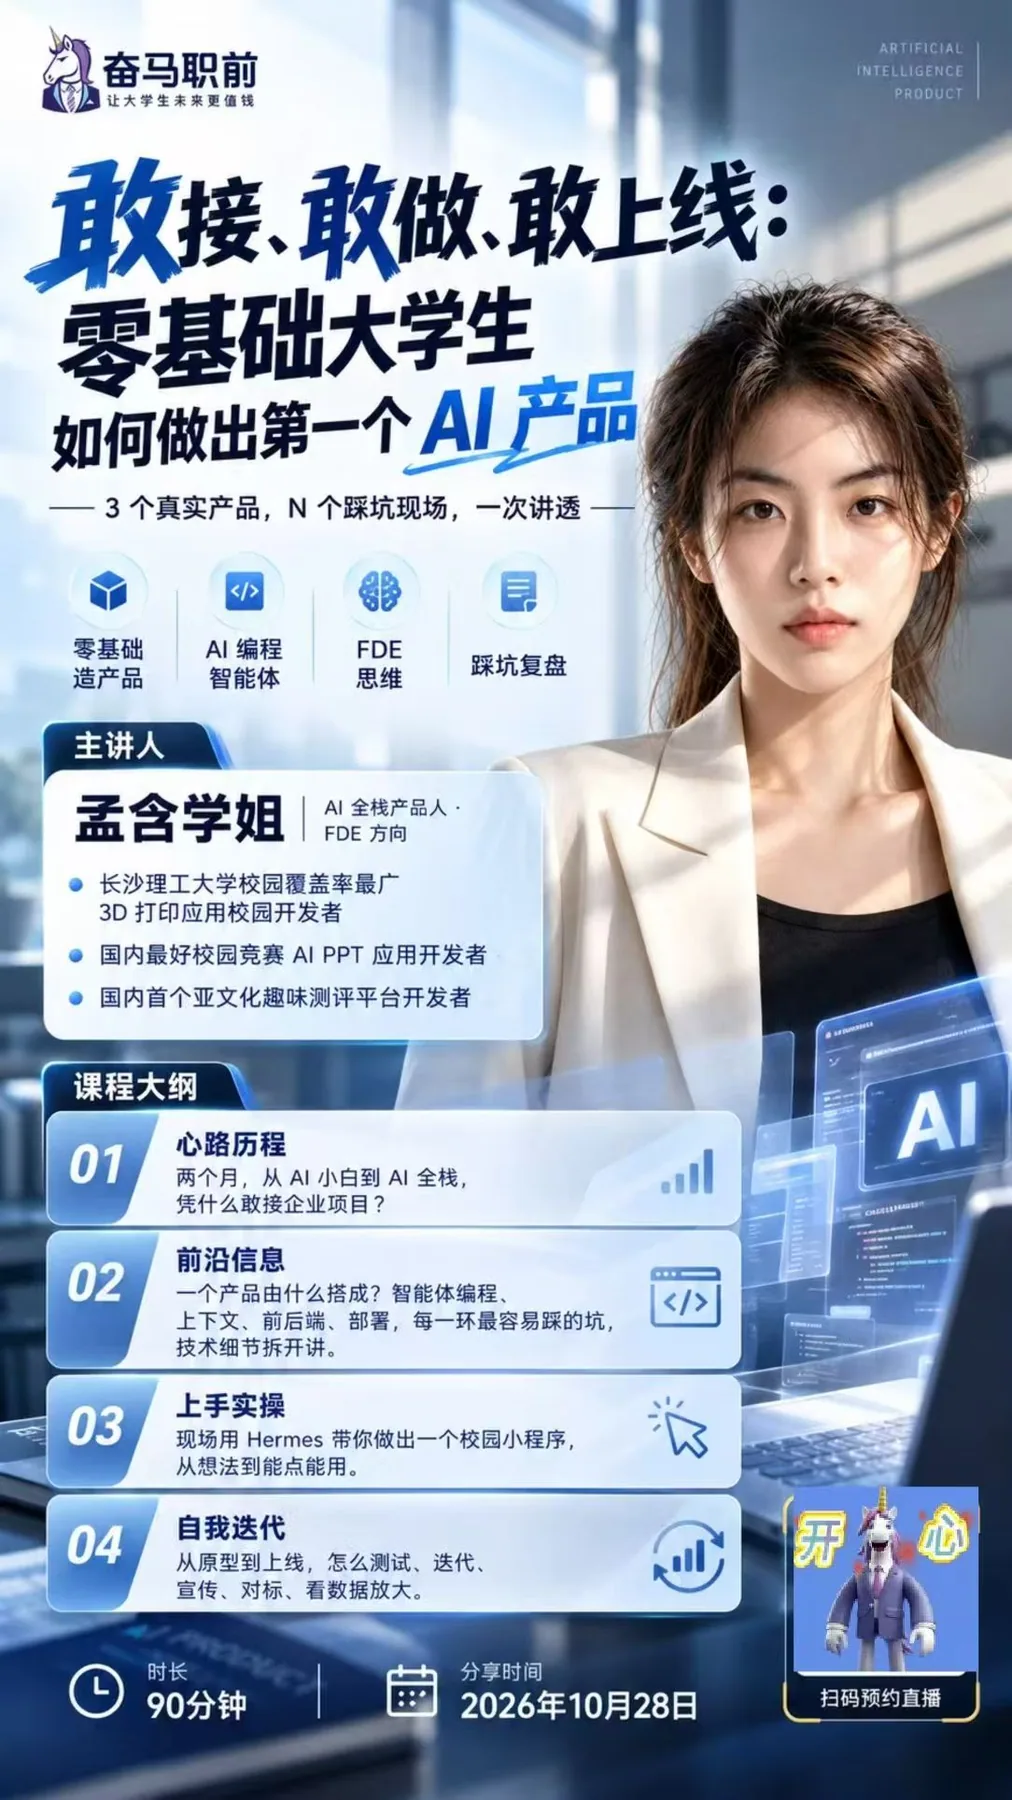 奋马职前
让大学生未来更值钱
ARTIFICIAL
INTELLIGENCE
PRODUCT
敢接、敢做、敢上线:
零基础大学生
如何做出第一个 AI 产品
3 个真实产品，N 个踩坑现场，一次讲透
零基础
造产品
AI 编程
智能体
FDE
思维
踩坑复盘
主讲人
孟含学姐
AI 全栈产品人 ·
FDE 方向
长沙理工大学校园覆盖率最广
3D 打印应用校园开发者
国内最好校园竞赛 AI PPT 应用开发者
国内首个亚文化趣味测评平台开发者
AI
课程大纲
01
心路历程
两个月，从 AI 小白到 AI 全栈，
凭什么敢接企业项目？
02
前沿信息
一个产品由什么搭成？智能体编程、
上下文、前后端、部署，每一环最容易踩的坑，
技术细节拆开讲。
03
上手实操
现场用 Hermes 带你做出一个校园小程序，
从想法到能点能用。
04
自我迭代
从原型到上线，怎么测试、迭代、
宣传、对标、看数据放大。
开心
AI PRODUCT
时长
90分钟
分享时间
2026年10月28日
扫码预约直播